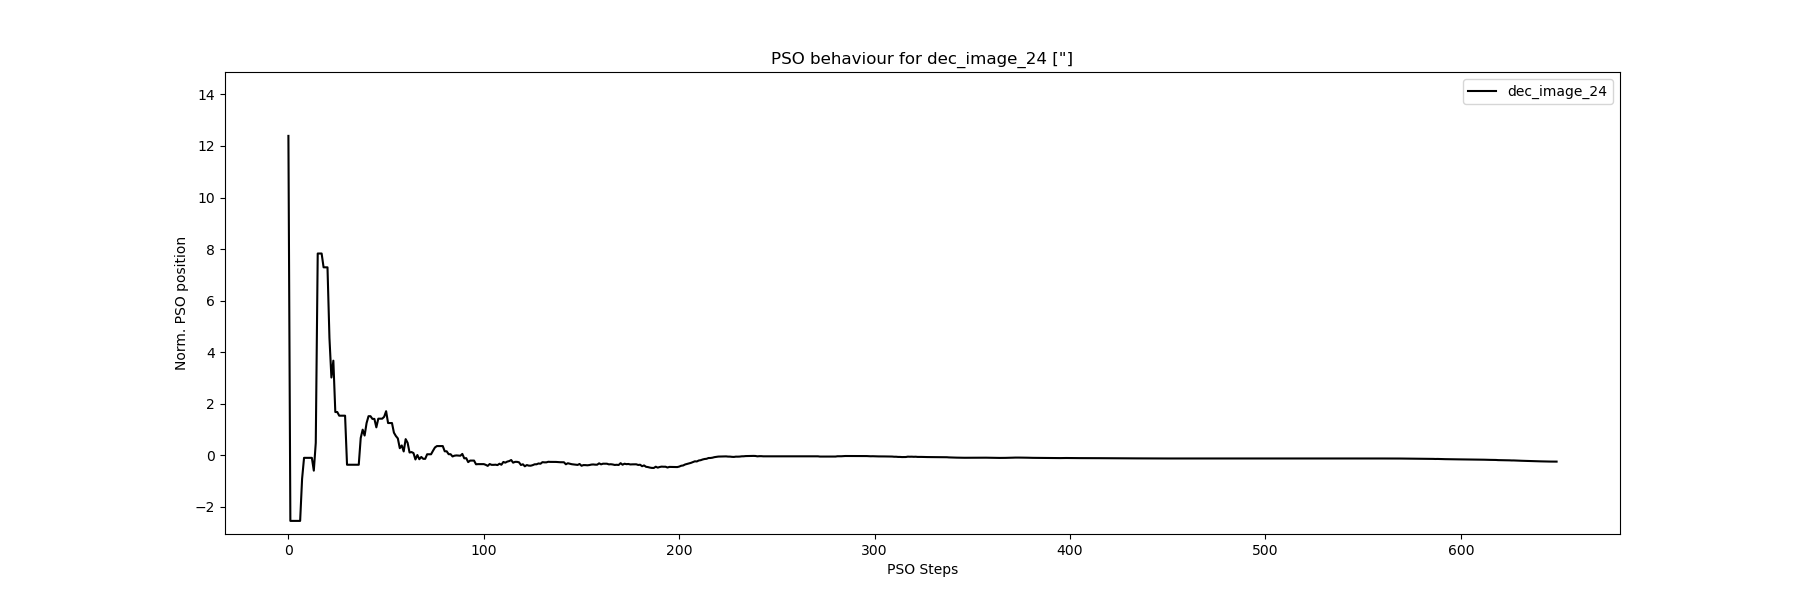 PSO behaviour for dec_image_24 ["]
dec_image_24
14
12
10
8
6
4
2
0
−2
Norm. PSO position
0 100 200 300 400 500 600
PSO Steps